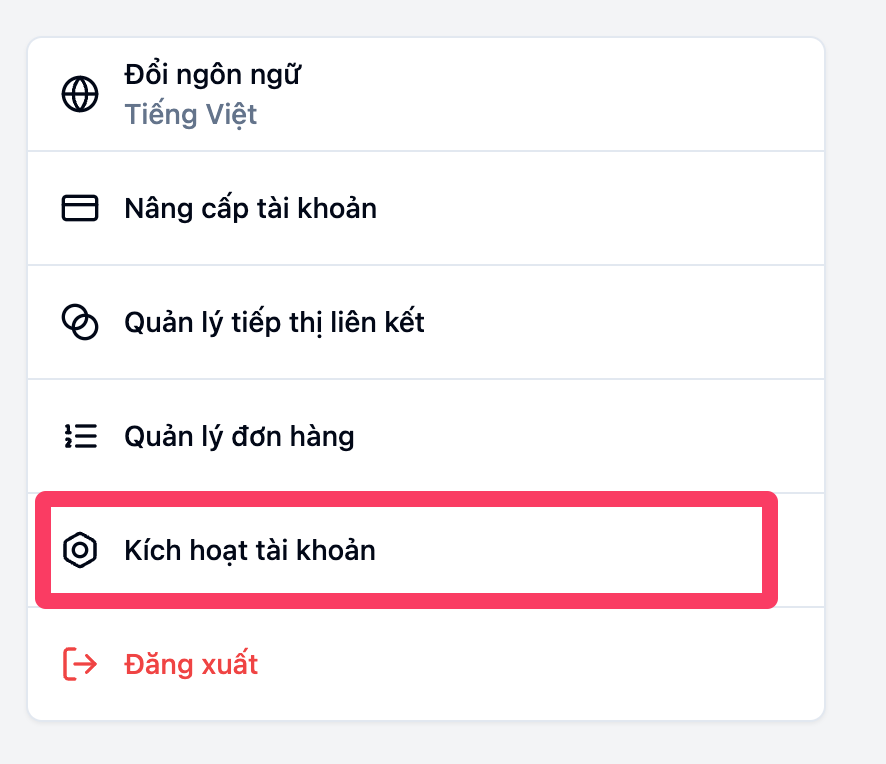 Đổi ngôn ngữ
Tiếng Việt
Nâng cấp tài khoản
Quản lý tiếp thị liên kết
Quản lý đơn hàng
Kích hoạt tài khoản
Đăng xuất